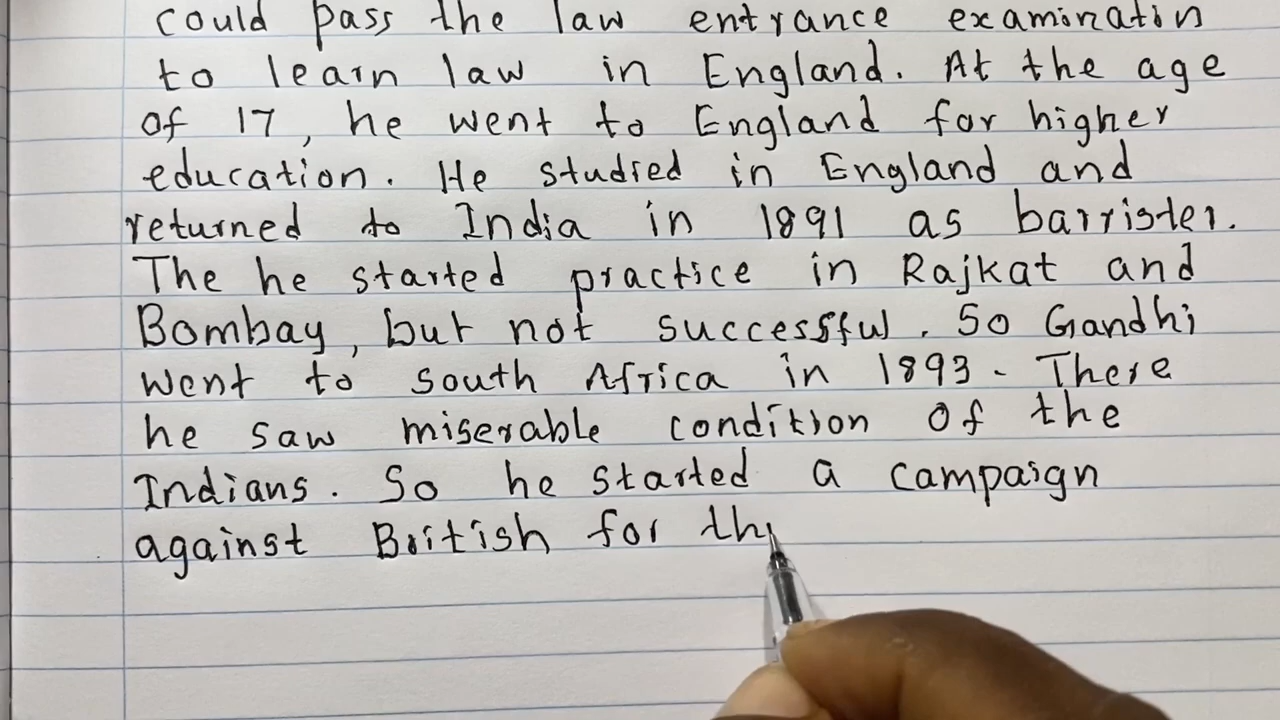 could pass the law entrance examinatin
to learn law in England. At the age
of 17, he went to England for higher
education. He studied in England and
returned to India in 1891 as barrister.
The he started practice in Rajkat and
Bombay, but not successful. So Gandhi
went to south Africa in 1893. There
he saw miserable condition of the
Indians. So he started a campaign
against British for th